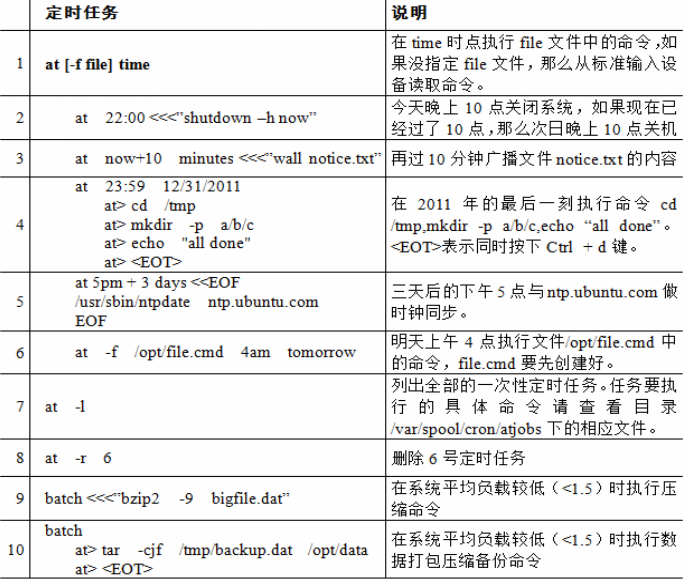 定时任务 说明
1 at [-f file] time 在 time 时点执行 file 文件中的命令,如
果没指定 file 文件，那么从标准输入设
备读取命令。
2 at 22:00 <<<”shutdown –h now” 今天晚上 10 点关闭系统，如果现在已
经过了 10 点,那么次日晚上 10 点关机
3 at now+10 minutes <<<”wall notice.txt” 再过 10 分钟广播文件 notice.txt 的内容
4 at 23:59 12/31/2011
at> cd /tmp
at> mkdir -p a/b/c
at> echo "all done"
at> <EOT>
在 2011 年的最后一刻执行命令 cd
/tmp,mkdir -p a/b/c,echo “all done”。
<EOT>表示同时按下 Ctrl + d 键。
5 at 5pm + 3 days <<EOF
/usr/sbin/ntpdate ntp.ubuntu.com
EOF
三天后的下午 5 点与 ntp.ubuntu.com 做
时钟同步。
6 at -f /opt/file.cmd 4am tomorrow 明天上午 4 点执行文件/opt/file.cmd 中
的命令，file.cmd 要先创建好。
7 at -l 列出全部的一次性定时任务。任务要执
行的具体命令请查看目录
/var/spool/cron/atjobs 下的相应文件。
8 at -r 6 删除 6 号定时任务
9 batch <<<”bzip2 -9 bigfile.dat” 在系统平均负载较低（<1.5）时执行压
缩命令
10 batch
at> tar -cjf /tmp/backup.dat /opt/data
at> <EOT>
在系统平均负载较低（<1.5）时执行数
据打包压缩备份命令